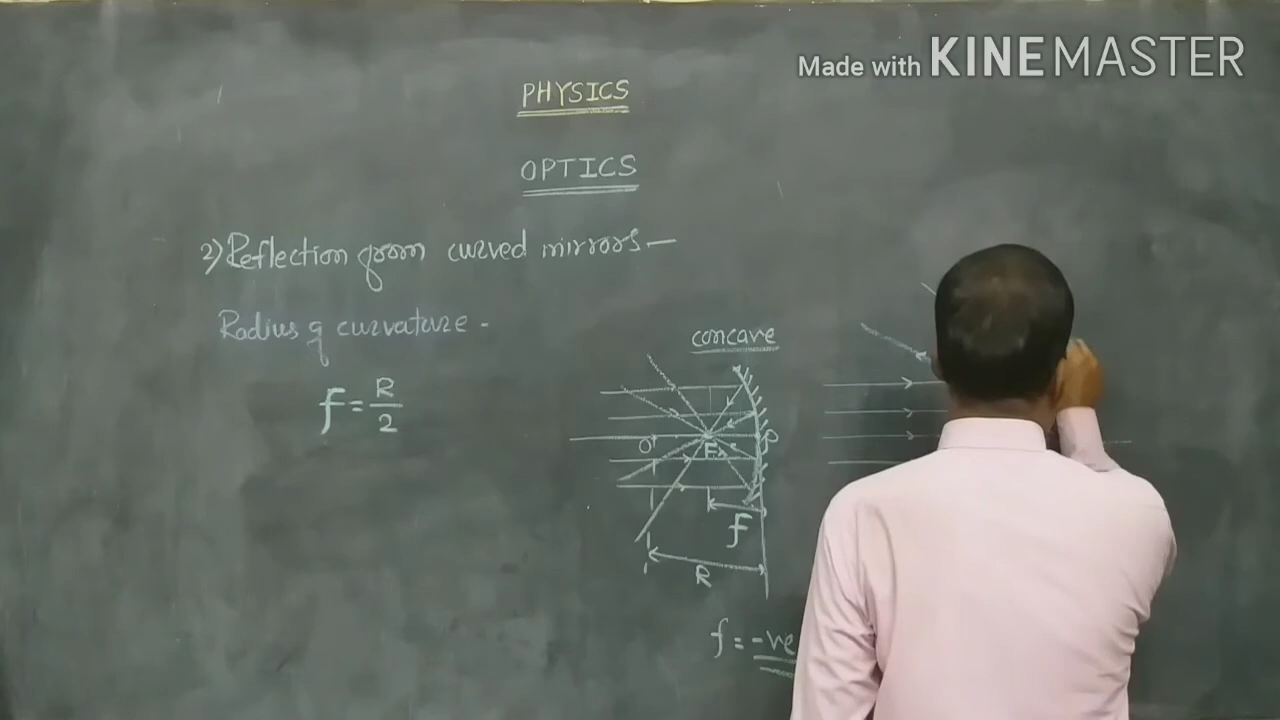 Made with KINEMASTER
PHYSICS
OPTICS
2) Reflection from curved mirrors -
Radius of curvature -
f = R/2
concave
O
F
P
f
R
f = -ve